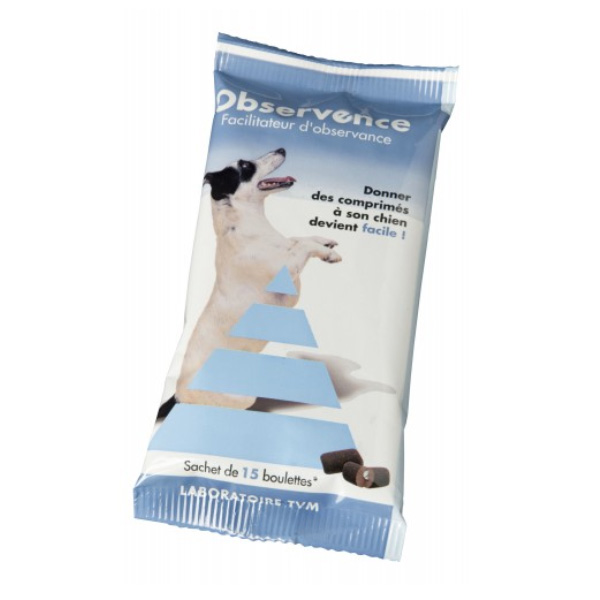 Observence
Facilitateur d'observance
Donner
des comprimés
à son chien
devient facile !
Sachet de 15 boulettes*
LABORATOIRE TVM